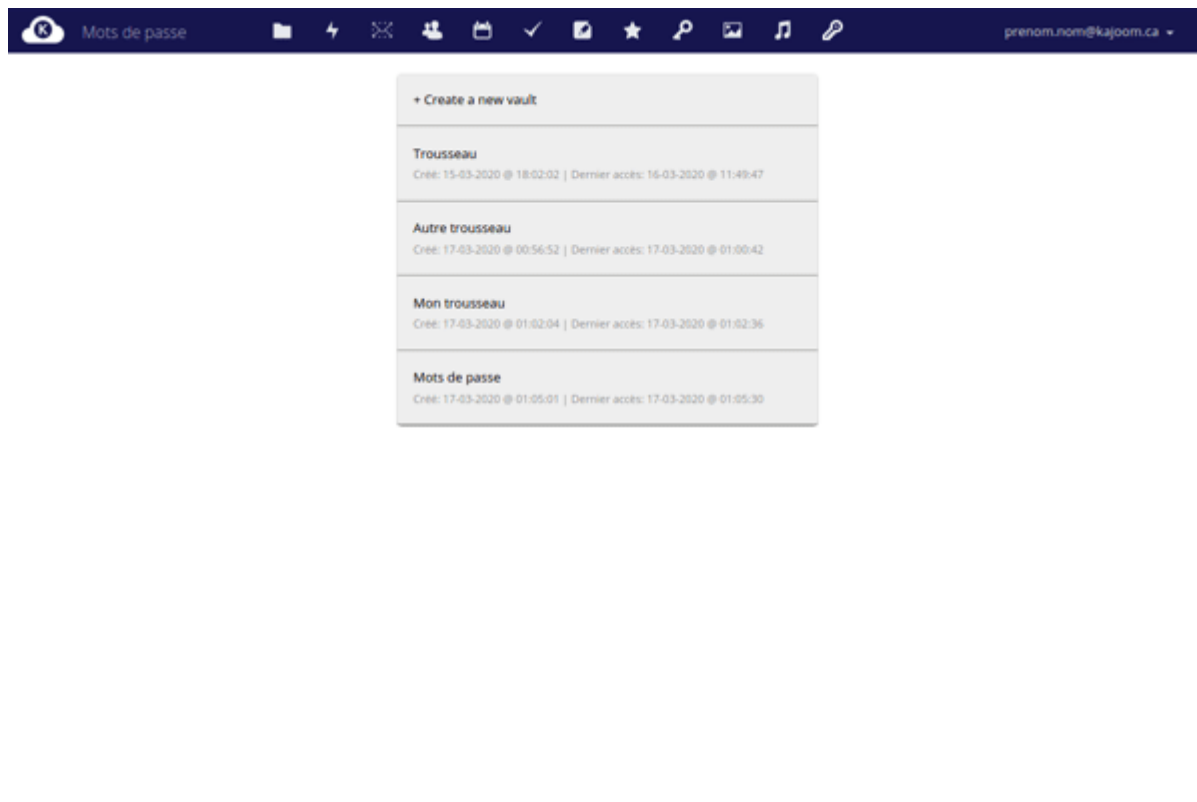 K
Mots de passe
prenom.nom@kajoom.ca
+ Create a new vault
Trousseau
Créé: 15-03-2020 @ 18:02:02 | Dernier accès: 16-03-2020 @ 11:49:47
Autre trousseau
Créé: 17-03-2020 @ 00:56:52 | Dernier accès: 17-03-2020 @ 01:00:42
Mon trousseau
Créé: 17-03-2020 @ 01:02:04 | Dernier accès: 17-03-2020 @ 01:02:36
Mots de passe
Créé: 17-03-2020 @ 01:05:01 | Dernier accès: 17-03-2020 @ 01:05:30